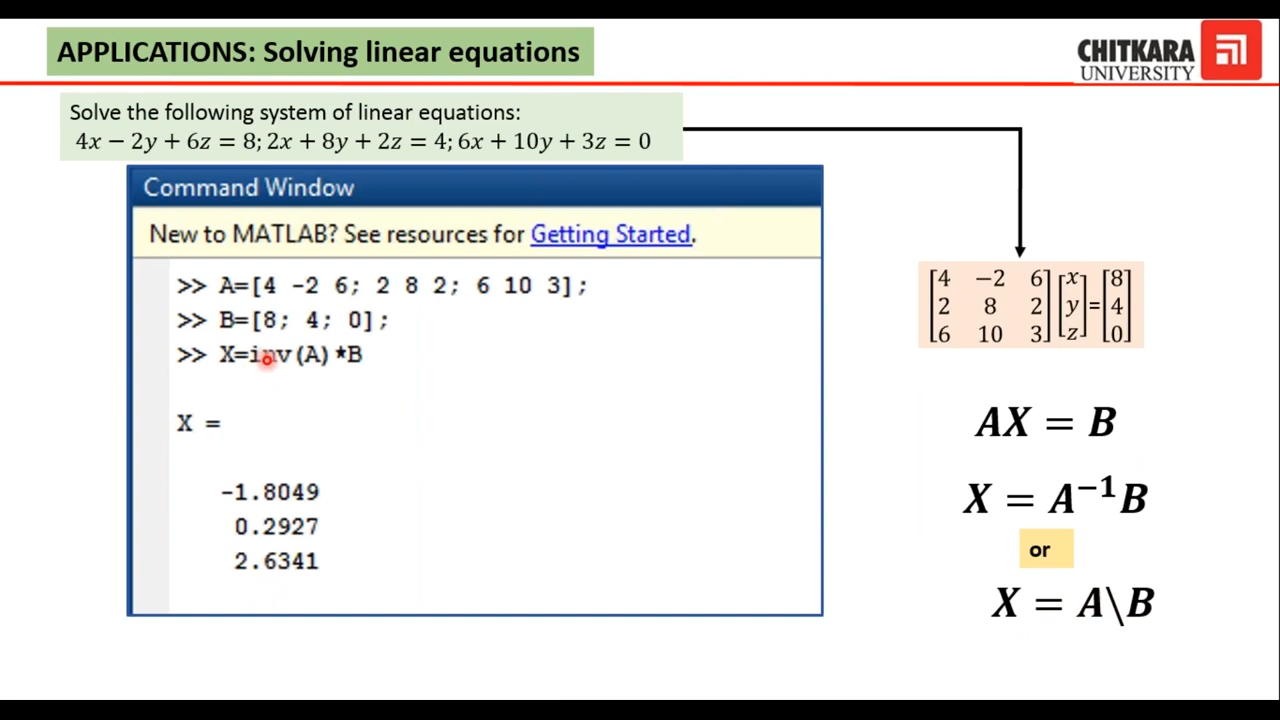 APPLICATIONS: Solving linear equations
CHITKARA
UNIVERSITY
Solve the following system of linear equations:
4x − 2y + 6z = 8; 2x + 8y + 2z = 4; 6x + 10y + 3z = 0
Command Window
New to MATLAB? See resources for Getting Started.
>> A=[4 -2 6; 2 8 2; 6 10 3];
>> B=[8; 4; 0];
>> X=inv(A)*B
X =
-1.8049
0.2927
2.6341
[4 −2 6] [x] [8]
[2 8 2] [y] = [4]
[6 10 3] [z] [0]
AX = B
X = A⁻¹B
or
X = A\B